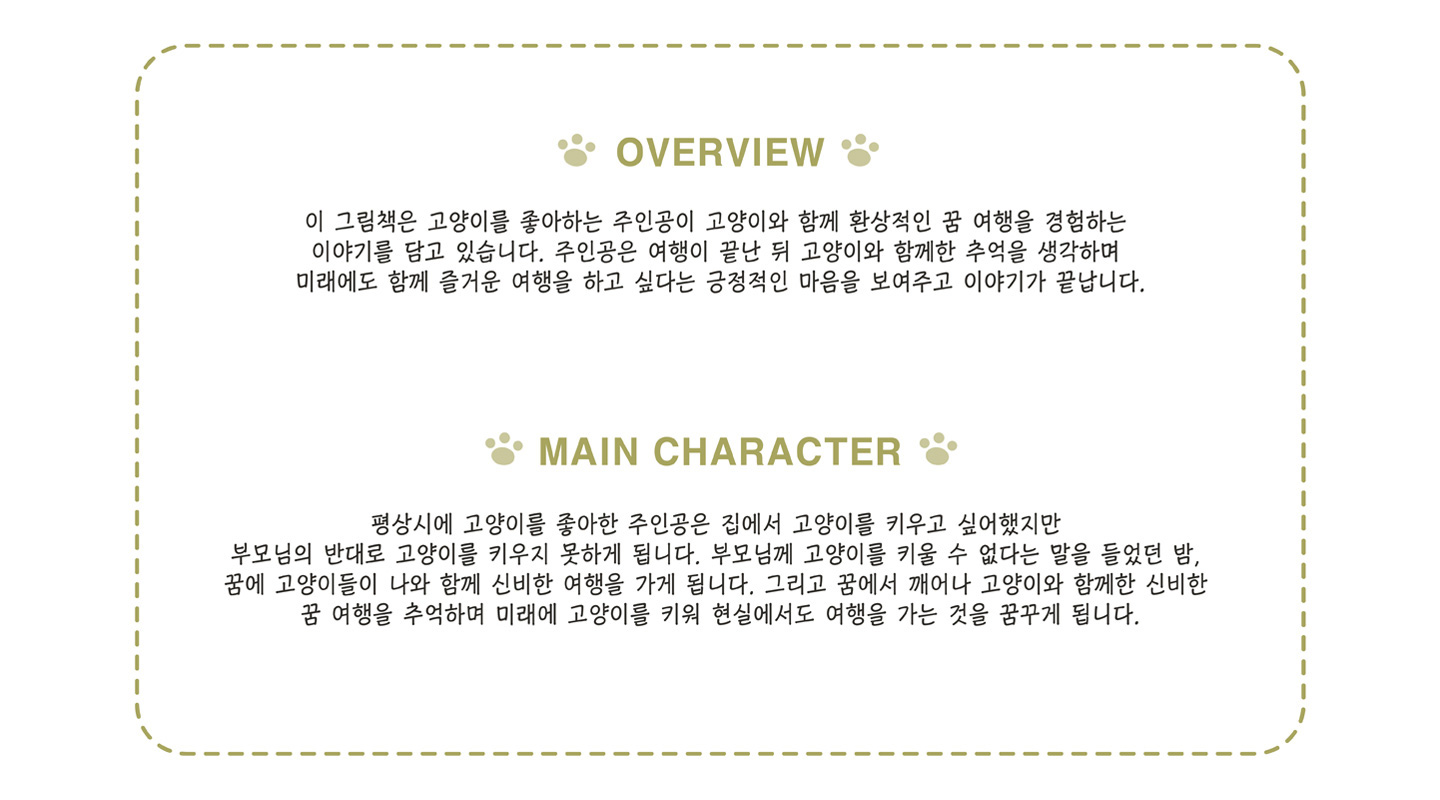 OVERVIEW
이 그림책은 고양이를 좋아하는 주인공이 고양이와 함께 환상적인 꿈 여행을 경험하는
이야기를 담고 있습니다. 주인공은 여행이 끝난 뒤 고양이와 함께한 추억을 생각하며
미래에도 함께 즐거운 여행을 하고 싶다는 긍정적인 마음을 보여주고 이야기가 끝납니다.
MAIN CHARACTER
평상시에 고양이를 좋아한 주인공은 집에서 고양이를 키우고 싶어했지만
부모님의 반대로 고양이를 키우지 못하게 됩니다. 부모님께 고양이를 키울 수 없다는 말을 들었던 밤,
꿈에 고양이들이 나와 함께 신비한 여행을 가게 됩니다. 그리고 꿈에서 깨어나 고양이와 함께한 신비한
꿈 여행을 추억하며 미래에 고양이를 키워 현실에서도 여행을 가는 것을 꿈꾸게 됩니다.